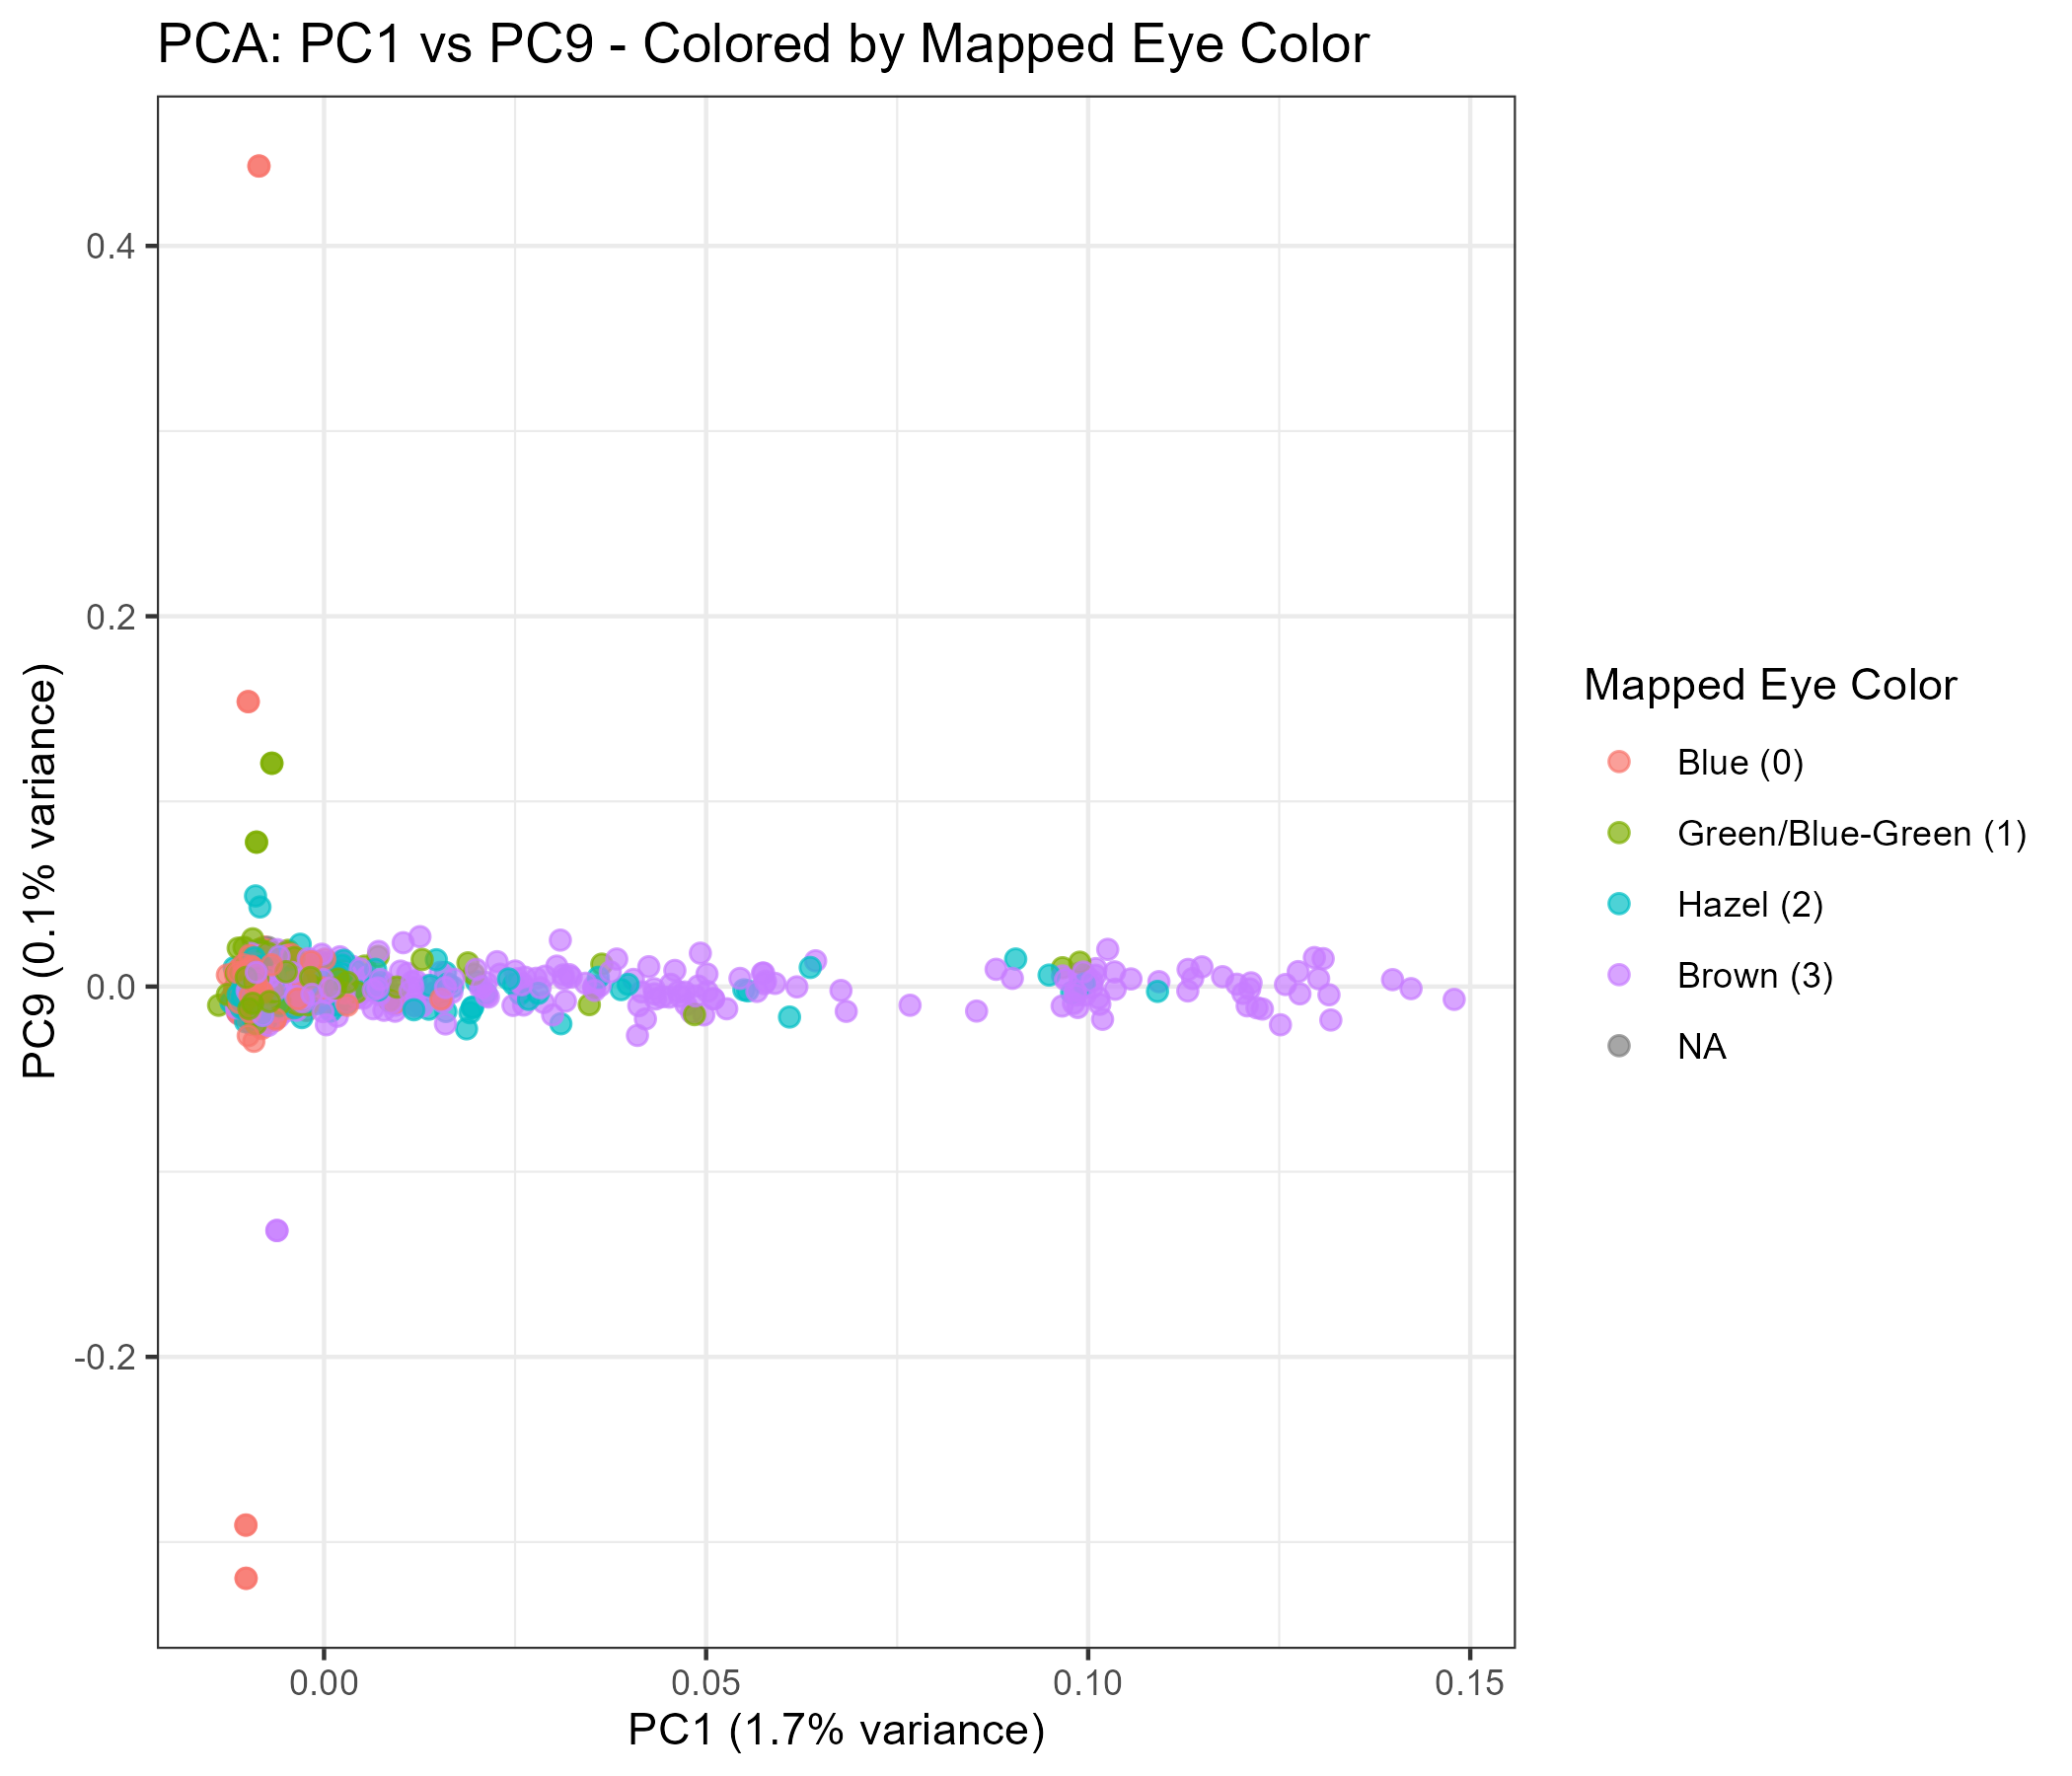 PCA: PC1 vs PC9 - Colored by Mapped Eye Color
0.4
0.2
0.0
-0.2
PC9 (0.1% variance)
0.00 0.05 0.10 0.15
PC1 (1.7% variance)
Mapped Eye Color
Blue (0)
Green/Blue-Green (1)
Hazel (2)
Brown (3)
NA